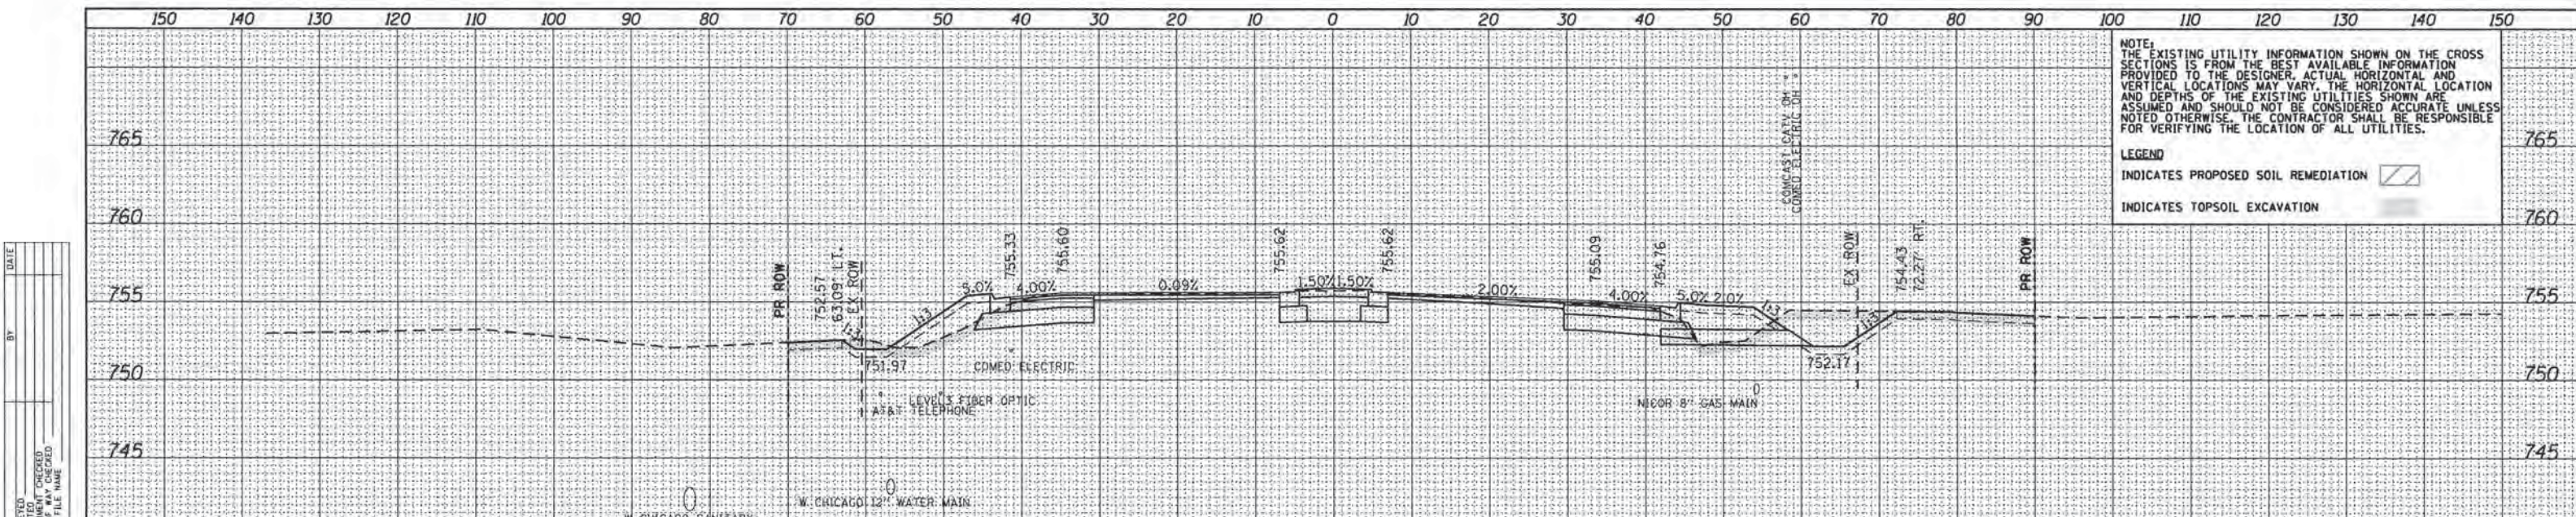 150 140 130 120 110 100 90 80 70 60 50 40 30 20 10 0 10 20 30 40 50 60 70 80 90 100 110 120 130 140 150
NOTE:
THE EXISTING UTILITY INFORMATION SHOWN ON THE CROSS
SECTIONS IS FROM THE BEST AVAILABLE INFORMATION
PROVIDED TO THE DESIGNER. ACTUAL HORIZONTAL AND
VERTICAL LOCATIONS MAY VARY. THE HORIZONTAL LOCATION
AND DEPTHS OF THE EXISTING UTILITIES SHOWN ARE
ASSUMED AND SHOULD NOT BE CONSIDERED ACCURATE UNLESS
NOTED OTHERWISE. THE CONTRACTOR SHALL BE RESPONSIBLE
FOR VERIFYING THE LOCATION OF ALL UTILITIES.
LEGEND
INDICATES PROPOSED SOIL REMEDIATION
INDICATES TOPSOIL EXCAVATION
COMCAST CATV OH
COMED ELECTRIC OH
765 765
760 760
755 755
750 750
745 745
PR ROW
752.57
63.09' LT.
EX ROW
755.33
755.60
755.62
755.62
755.09
754.76
EX ROW
754.43
72.27' RT.
PR ROW
1:3
1:3
5.0%
4.00%
0.09%
1.50%
1.50%
2.00%
4.00%
5.0%
2.0%
1:3
1:3
751.97
752.17
COMED ELECTRIC
LEVEL3 FIBER OPTIC
AT&T TELEPHONE
NICOR 8" GAS MAIN
W. CHICAGO 12" WATER MAIN
W. CHICAGO SANITARY
DATE
BY
CHECKED
WAY CHECKED
FILE NAME